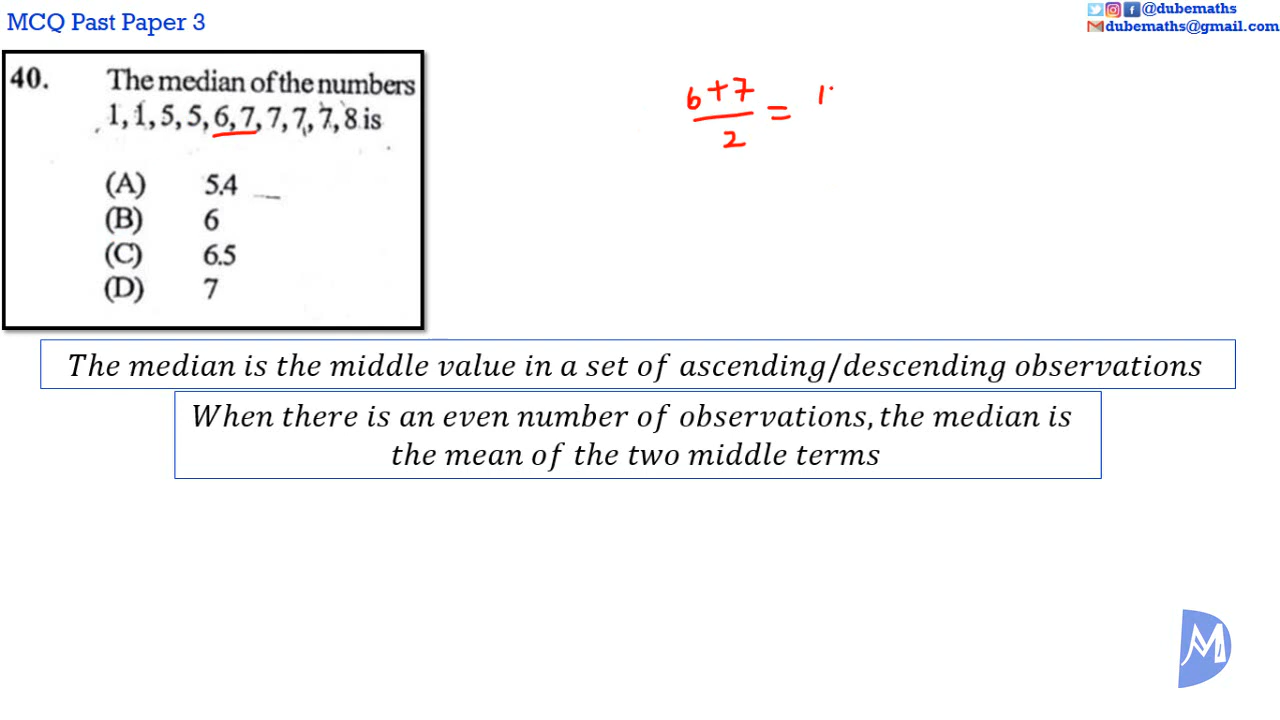 MCQ Past Paper 3
@dubemaths
dubemaths@gmail.com
40. The median of the numbers
1, 1, 5, 5, 6, 7, 7, 7, 7, 8 is
(A) 5.4
(B) 6
(C) 6.5
(D) 7
6+7
2
= 1
The median is the middle value in a set of ascending/descending observations
When there is an even number of observations, the median is
the mean of the two middle terms
M